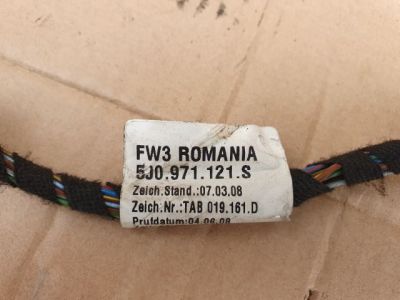 FW3 ROMANIA
5J0.971.121.S
Zeich.Stand.:07.03.08
Zeich.Nr.:TAB 019.161.D
Prufdatum:04.06.08